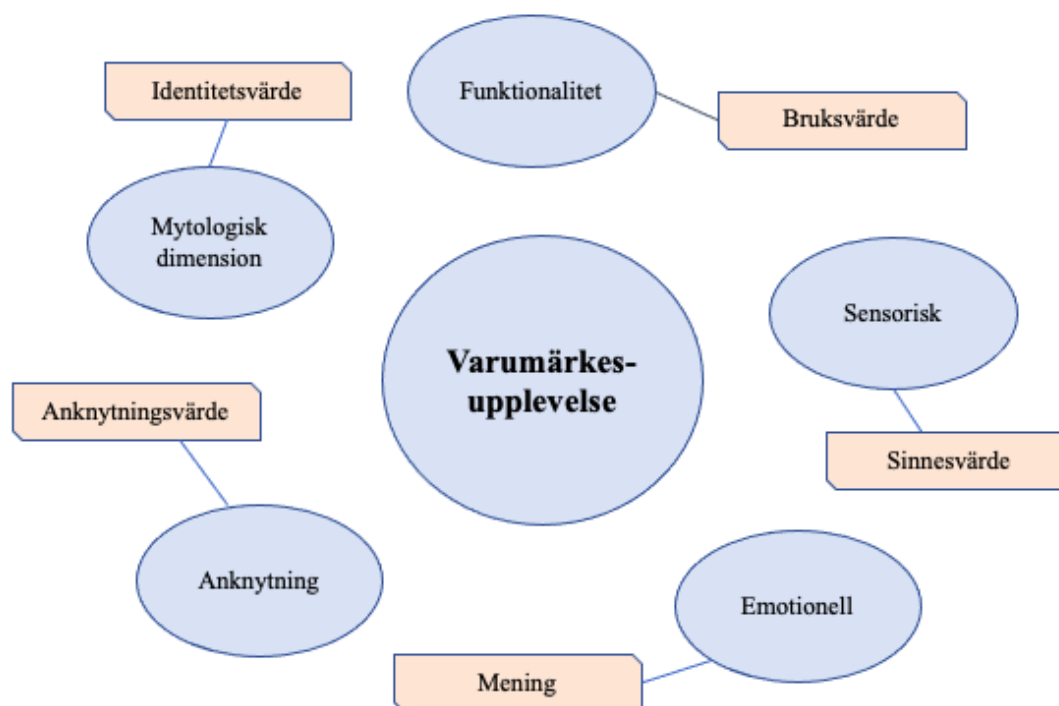 Identitetsvärde
Funktionalitet
Bruksvärde
Mytologisk
dimension
Sensorisk
Varumärkes-
upplevelse
Anknytningsvärde
Sinnesvärde
Anknytning
Emotionell
Mening